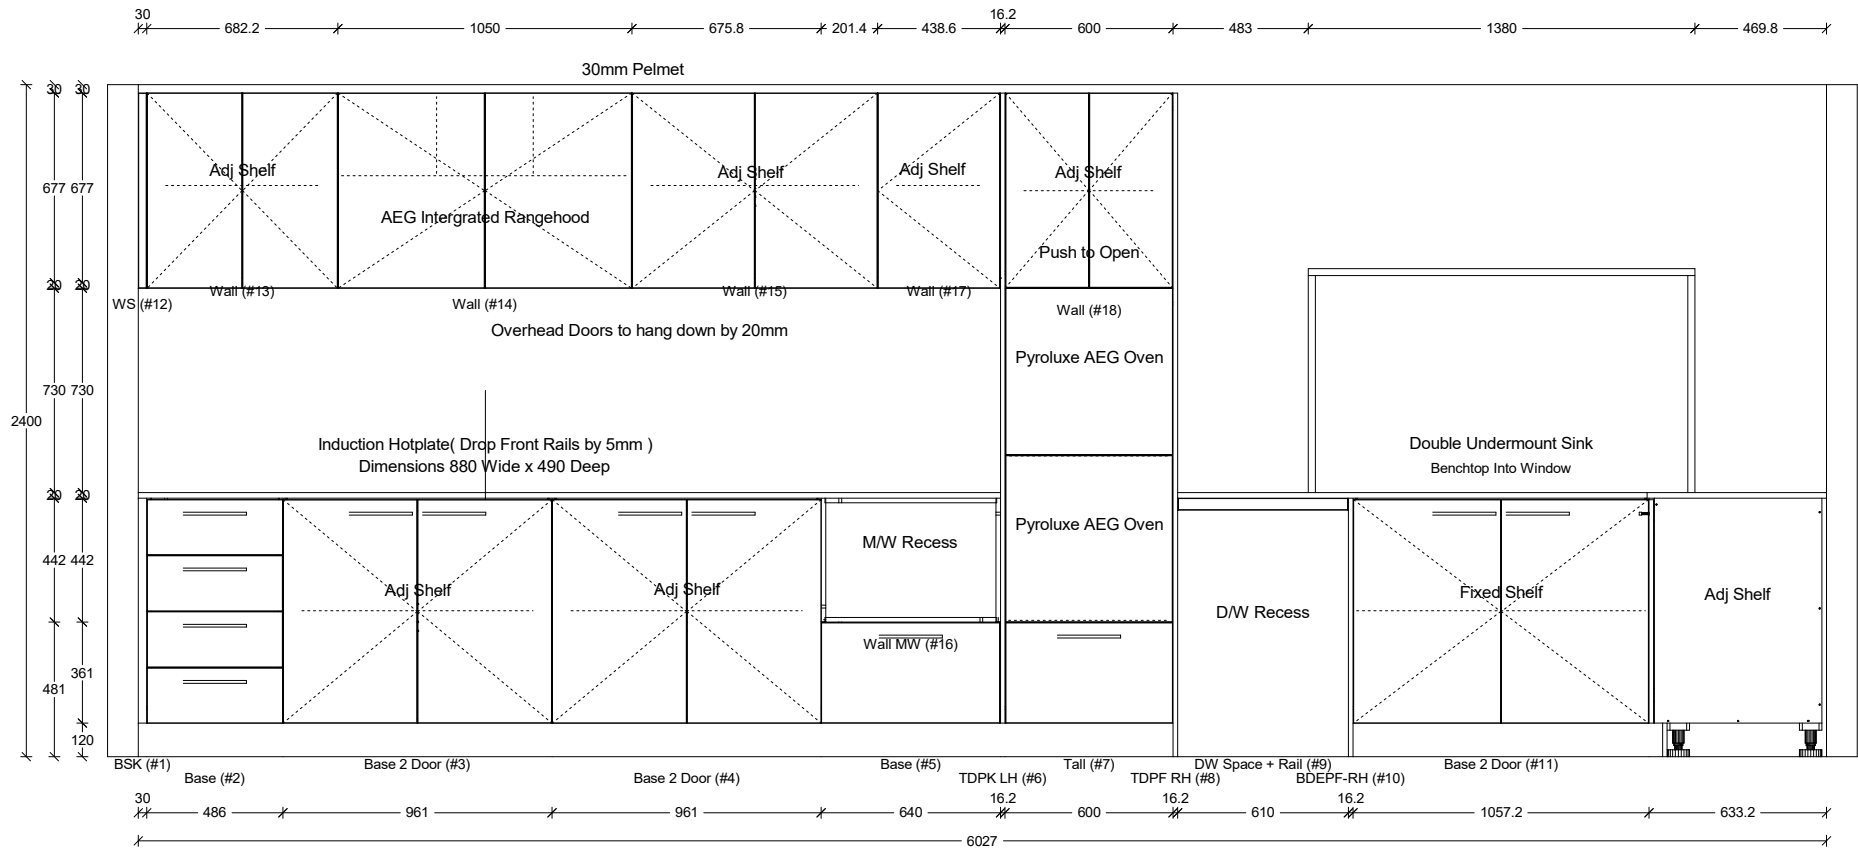 30
16.2
682.2
1050
675.8
201.4
438.6
600
483
1380
469.8
30mm Pelmet
30 30
Adj Shelf
Adj Shelf
Adj Shelf
Adj Shelf
677 677
AEG Intergrated Rangehood
Push to Open
20 20
WS (#12)
Wall (#13)
Wall (#14)
Wall (#15)
Wall (#17)
Wall (#18)
Overhead Doors to hang down by 20mm
Pyroluxe AEG Oven
730 730
2400
Induction Hotplate( Drop Front Rails by 5mm )
Dimensions 880 Wide x 490 Deep
Double Undermount Sink
Benchtop Into Window
20 20
Pyroluxe AEG Oven
M/W Recess
442 442
Adj Shelf
Adj Shelf
Fixed Shelf
Adj Shelf
D/W Recess
Wall MW (#16)
361
481
120
BSK (#1)
Base (#2)
Base 2 Door (#3)
Base 2 Door (#4)
Base (#5)
TDPK LH (#6)
Tall (#7)
TDPF RH (#8)
DW Space + Rail (#9)
BDEPF-RH (#10)
Base 2 Door (#11)
30
16.2
16.2
16.2
486
961
961
640
600
610
1057.2
633.2
6027